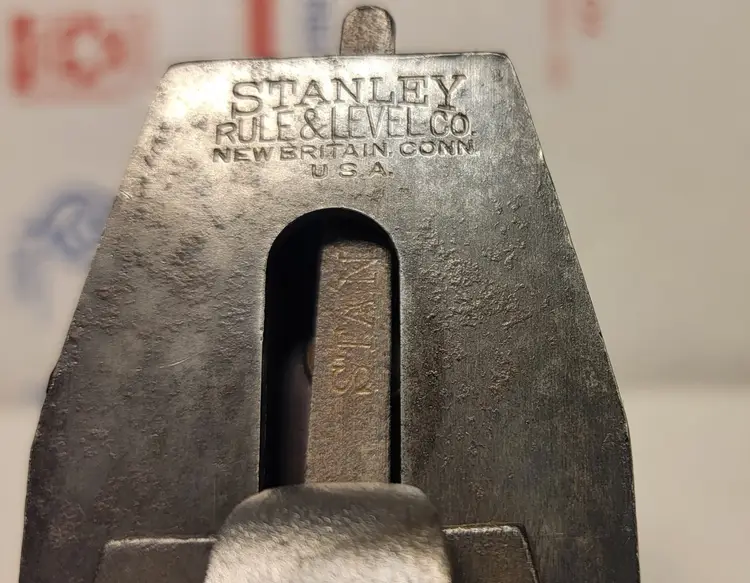 STANLEY
RULE & LEVEL CO.
NEW BRITAIN, CONN.
U.S.A.
STAN